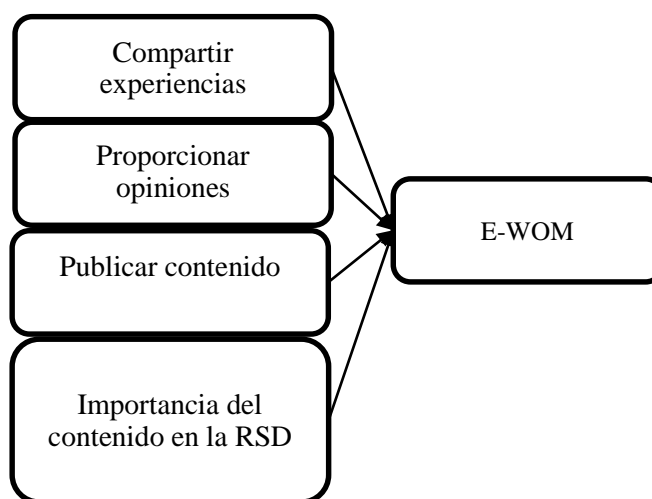 Compartir
experiencias
Proporcionar
opiniones
Publicar contenido
Importancia del
contenido en la RSD
E-WOM